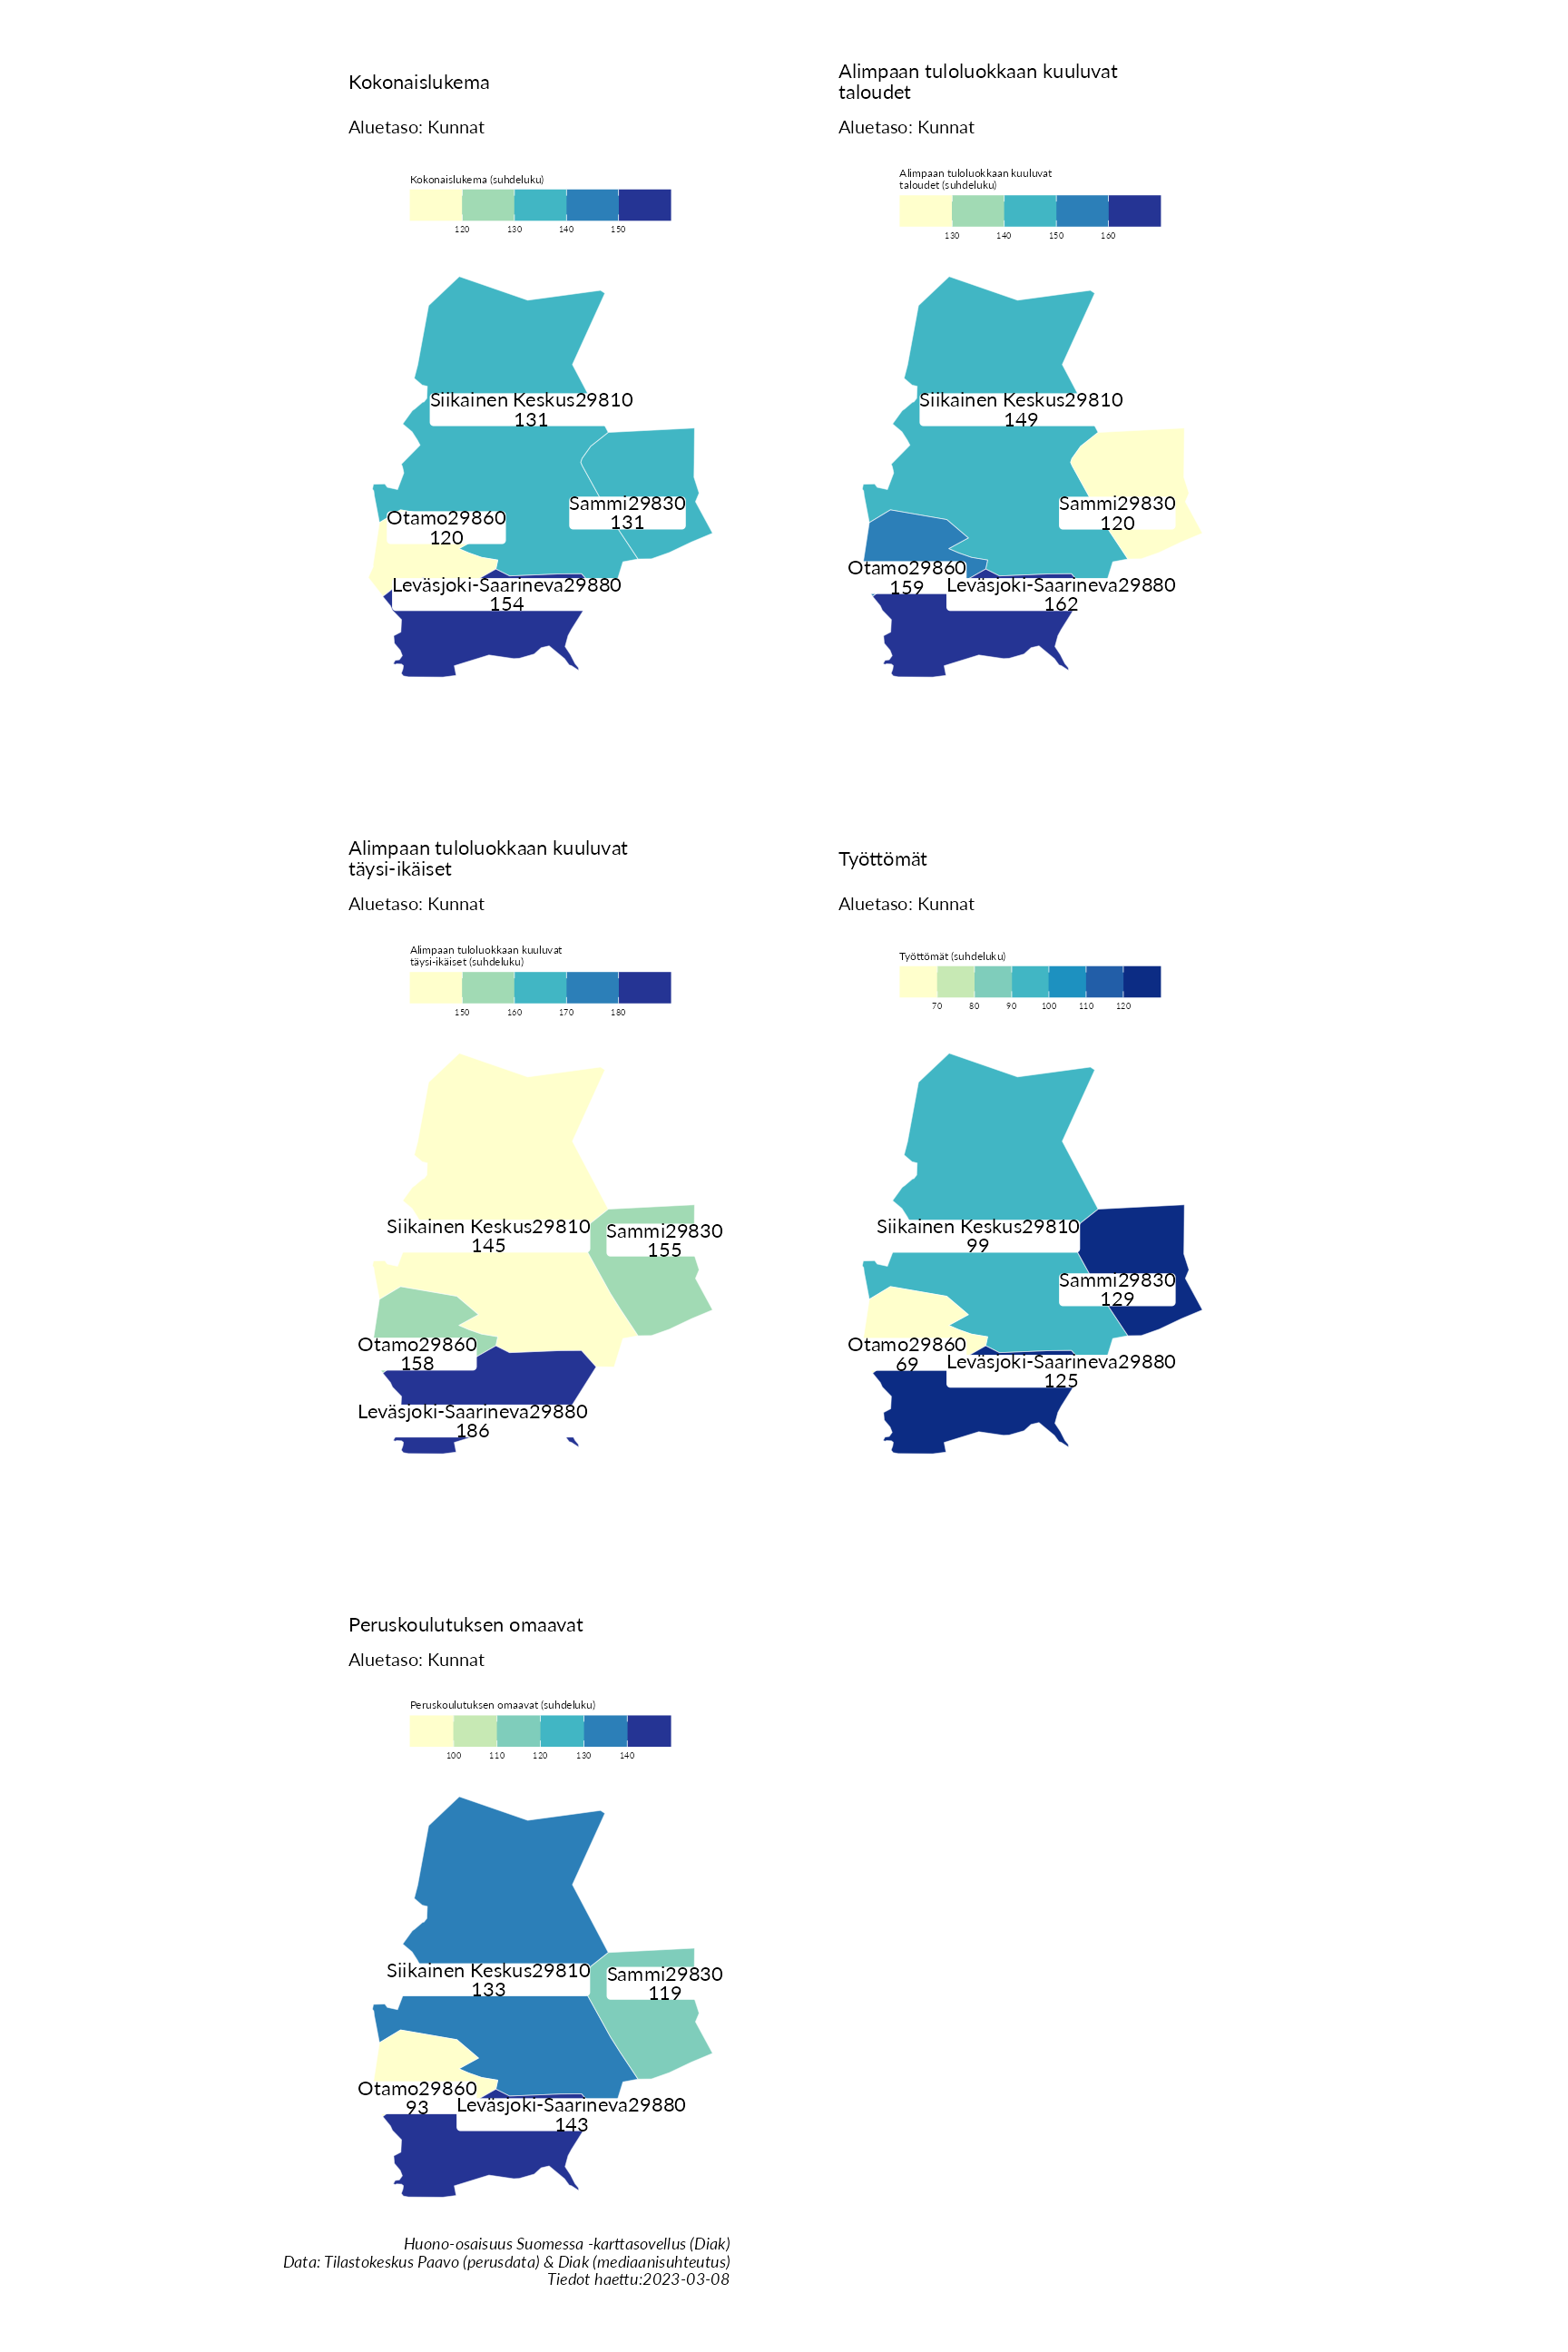 Kokonaislukema
Aluetaso: Kunnat
Kokonaislukema (suhdeluku)
120 130 140 150
Siikainen Keskus29810
131
Sammi29830
131
Otamo29860
120
Leväsjoki-Saarineva29880
154
Alimpaan tuloluokkaan kuuluvat
taloudet
Aluetaso: Kunnat
Alimpaan tuloluokkaan kuuluvat
taloudet (suhdeluku)
130 140 150 160
Siikainen Keskus29810
149
Sammi29830
120
Otamo29860
159
Leväsjoki-Saarineva29880
162
Alimpaan tuloluokkaan kuuluvat
täysi-ikäiset
Aluetaso: Kunnat
Alimpaan tuloluokkaan kuuluvat
täysi-ikäiset (suhdeluku)
150 160 170 180
Siikainen Keskus29810
145
Sammi29830
155
Otamo29860
158
Leväsjoki-Saarineva29880
186
Työttömät
Aluetaso: Kunnat
Työttömät (suhdeluku)
70 80 90 100 110 120
Siikainen Keskus29810
99
Sammi29830
129
Otamo29860
69
Leväsjoki-Saarineva29880
125
Peruskoulutuksen omaavat
Aluetaso: Kunnat
Peruskoulutuksen omaavat (suhdeluku)
100 110 120 130 140
Siikainen Keskus29810
133
Sammi29830
119
Otamo29860
93
Leväsjoki-Saarineva29880
143
Huono-osaisuus Suomessa -karttasovellus (Diak)
Data: Tilastokeskus Paavo (perusdata) & Diak (mediaanisuhteutus)
Tiedot haettu:2023-03-08